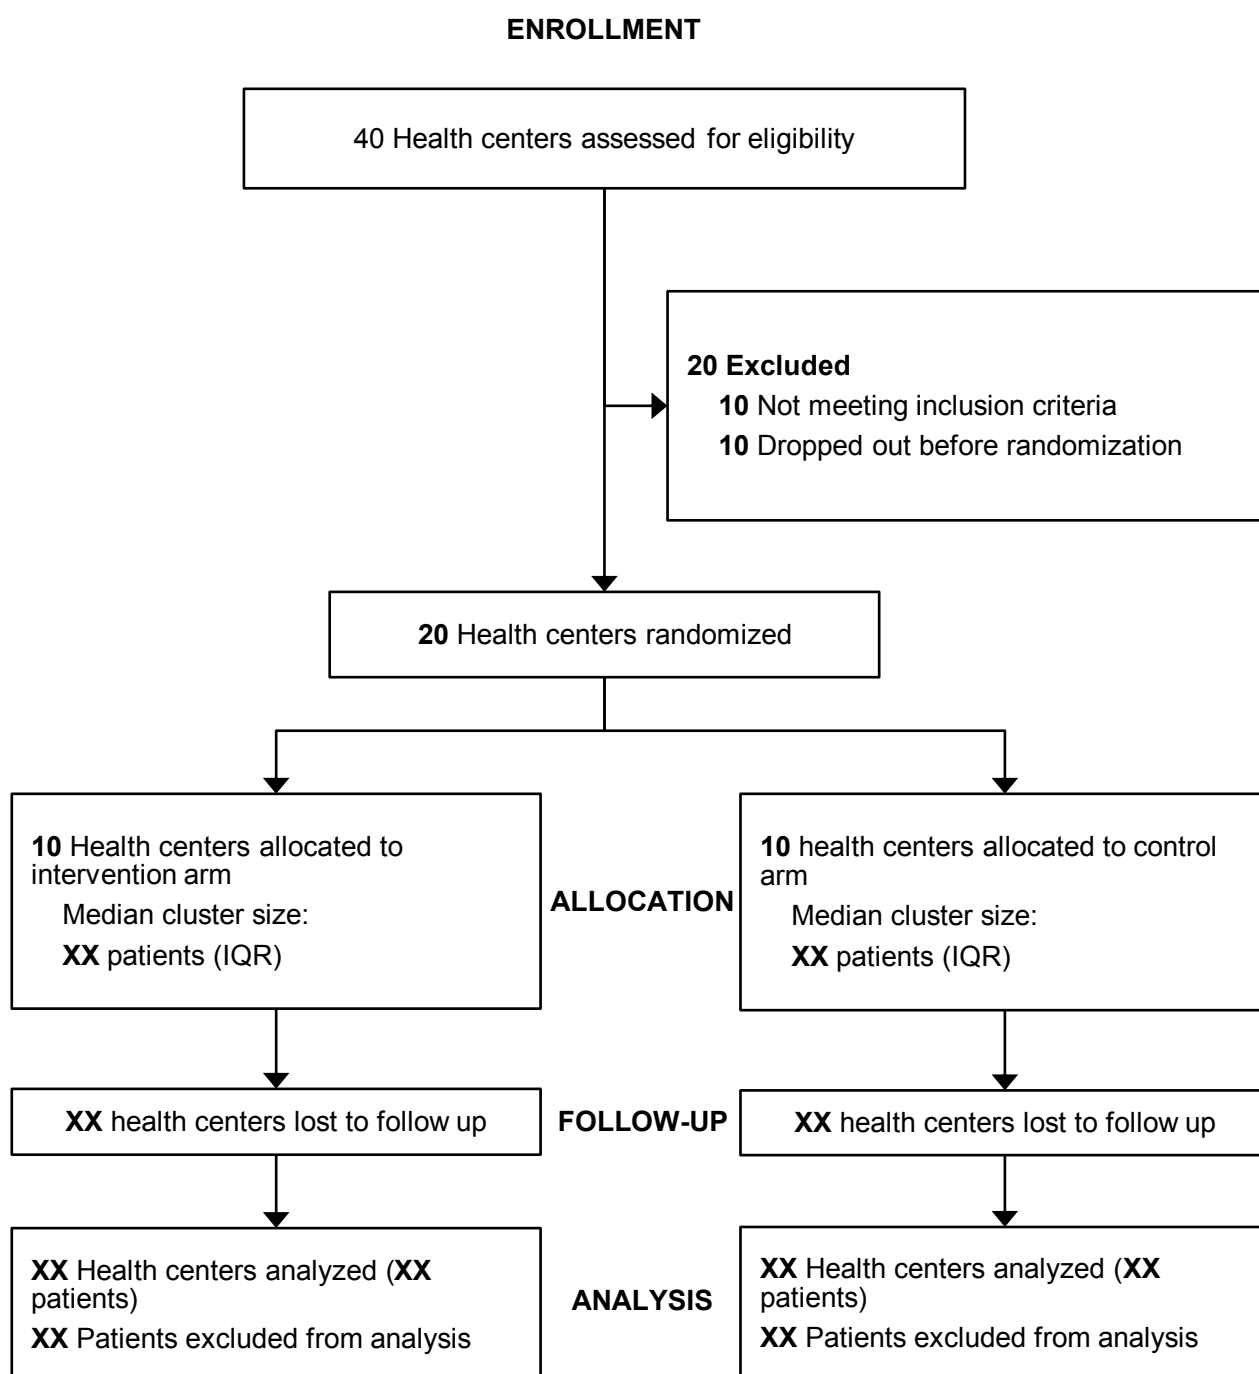 ENROLLMENT
40 Health centers assessed for eligibility
20 Excluded
10 Not meeting inclusion criteria
10 Dropped out before randomization
20 Health centers randomized
10 Health centers allocated to
intervention arm
Median cluster size:
XX patients (IQR)
ALLOCATION
10 health centers allocated to control
arm
Median cluster size:
XX patients (IQR)
XX health centers lost to follow up
FOLLOW-UP
XX health centers lost to follow up
XX Health centers analyzed (XX
patients)
XX Patients excluded from analysis
ANALYSIS
XX Health centers analyzed (XX
patients)
XX Patients excluded from analysis